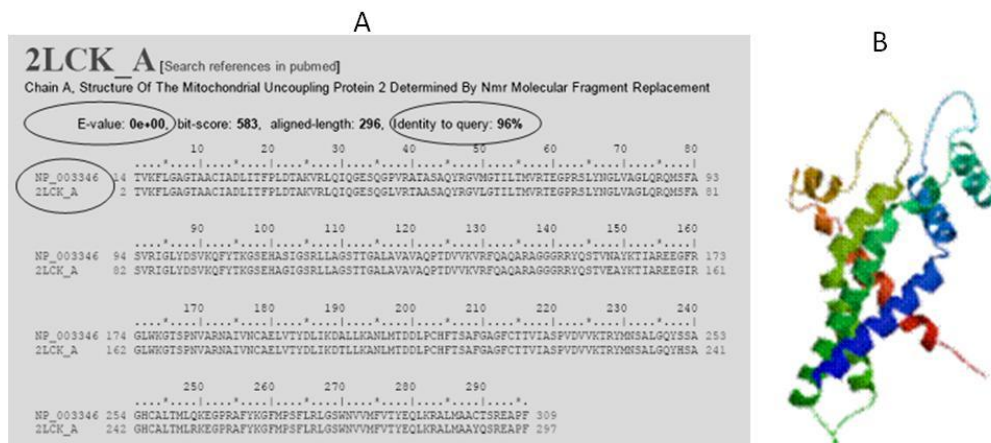 A
B
2LCK_A [Search references in pubmed]
Chain A, Structure Of The Mitochondrial Uncoupling Protein 2 Determined By Nmr Molecular Fragment Replacement
E-value: 0e+00, bit-score: 583, aligned-length: 296, Identity to query: 96%
10 20 30 40 50 60 70 80
....*....|....*....|....*....|....*....|....*....|....*....|....*....|....*....|
NP_003346 14 TVKFLGAGTAACIADLITFPLDTAKVRLQIQGESQGPVRATASAQYRGVMGTILTMVRTEGPRSLYNGLVAGLQRQMSFA 93
2LCK_A 2 TVKFLGAGTAACIADLITFPLDTAKVRLQIQGESQGLVRTAASAQYRGVLGTILTMVRTEGPRSLYNGLVAGLQRQMSFA 81
90 100 110 120 130 140 150 160
....*....|....*....|....*....|....*....|....*....|....*....|....*....|....*....|
NP_003346 94 SVRIGLYDSVKQFYTKGSEHASIGSRLLAGSTTGALAVAVAQPTDVVKVRFQAQARAGGGRRYQSTVNAYKTIAREEGFR 173
2LCK_A 82 SVRIGLYDSVKQFYTKGSEHAGIGSRLLAGSTTGALAVAVAQPTDVVKVRFQAQARAGGGRRYQSTVEAYKTIAREEGIR 161
170 180 190 200 210 220 230 240
....*....|....*....|....*....|....*....|....*....|....*....|....*....|....*....|
NP_003346 174 GLWKGTSPNVARNAIVNCAELVTYDLIKDALLKANLMTDDLPCHFTSAFGAGFCTTVIASPVDVVKTRYMNSALGQYSSA 253
2LCK_A 162 GLWKGTSPNVARNAIVNCAELVTYDLIKDTLLKANLMTDDLPCHFTSAFGAGFCTTVIASPVDVVKTRYMNSALGQYHSA 241
250 260 270 280 290
....*....|....*....|....*....|....*....|....*....|....*.
NP_003346 254 GHCALTMLQKEGPRAFYKGFMPSFLRLGSWNVVMFVTYEQLKRALMAACTSREAPF 309
2LCK_A 242 GHCALTMLRKEGPRAFYKGFMPSFLRLGSWNVVMFVTYEQLKRALMAAYQSREAPF 297